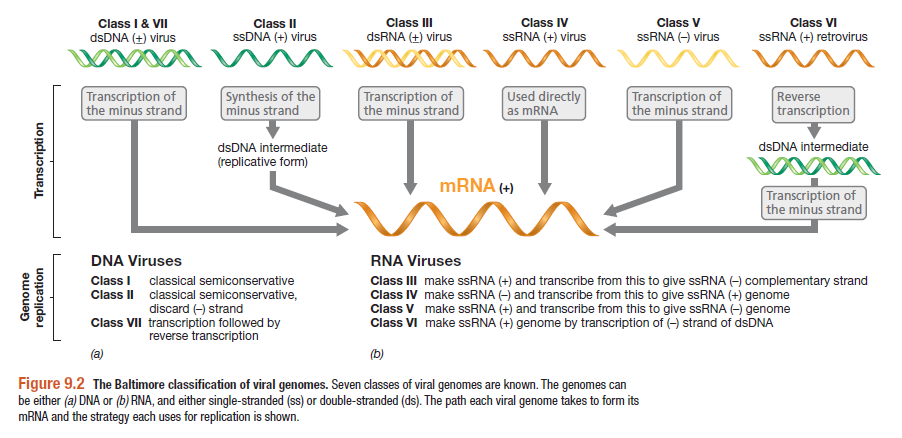 Class I & VII
dsDNA (±) virus
Class II
ssDNA (+) virus
Class III
dsRNA (±) virus
Class IV
ssRNA (+) virus
Class V
ssRNA (–) virus
Class VI
ssRNA (+) retrovirus
Transcription
Transcription of
the minus strand
Synthesis of the
minus strand
Transcription of
the minus strand
Used directly
as mRNA
Transcription of
the minus strand
Reverse
transcription
dsDNA intermediate
(replicative form)
dsDNA intermediate
mRNA (+)
Transcription of
the minus strand
Genome
replication
DNA Viruses
Class I classical semiconservative
Class II classical semiconservative,
discard (–) strand
Class VII transcription followed by
reverse transcription
(a)
RNA Viruses
Class III make ssRNA (+) and transcribe from this to give ssRNA (–) complementary strand
Class IV make ssRNA (–) and transcribe from this to give ssRNA (+) genome
Class V make ssRNA (+) and transcribe from this to give ssRNA (–) genome
Class VI make ssRNA (+) genome by transcription of (–) strand of dsDNA
(b)
Figure 9.2 The Baltimore classification of viral genomes. Seven classes of viral genomes are known. The genomes can
be either (a) DNA or (b) RNA, and either single-stranded (ss) or double-stranded (ds). The path each viral genome takes to form its
mRNA and the strategy each uses for replication is shown.